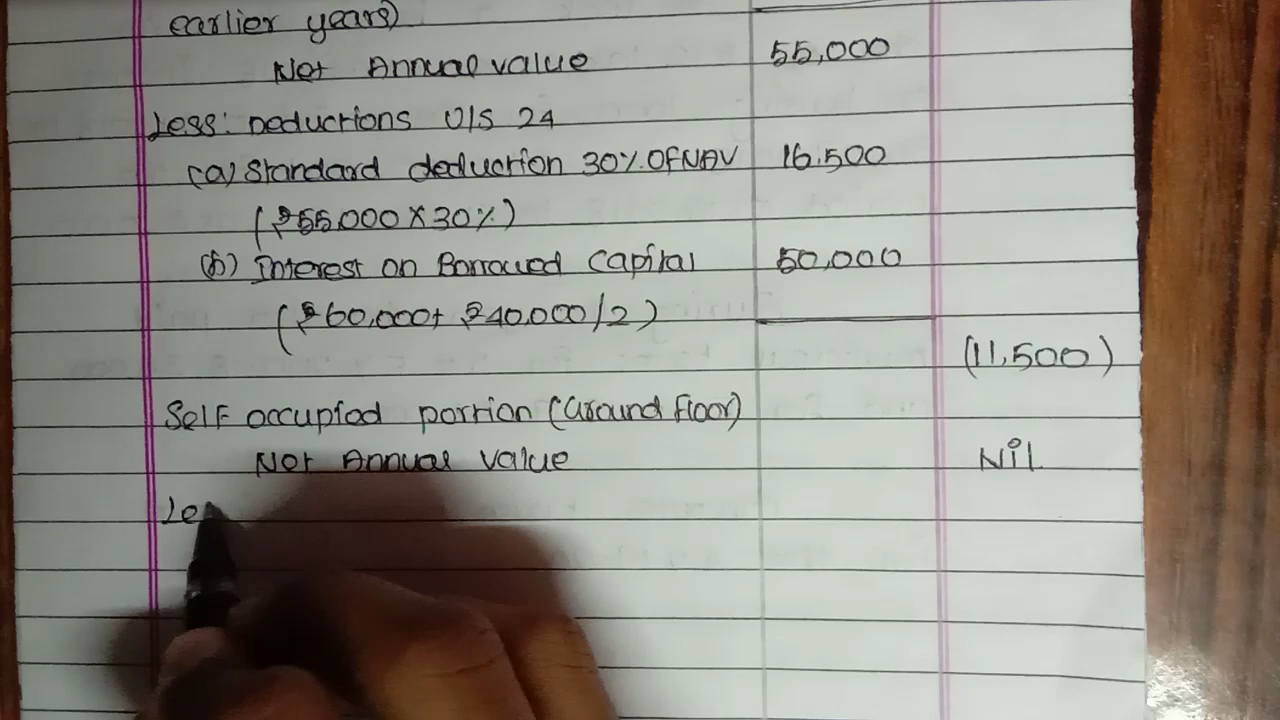 earlier years)
Net Annual value 55,000
Less: Deductions U/S 24
(a) Standard deduction 30% OF NAV 16,500
(₹55,000 X 30%)
(b) Interest on Borrowed capital 50,000
(₹60,000 + ₹40,000/2)
(11,500)
Self occupied portion (Ground Floor)
Net Annual value Nil
Le